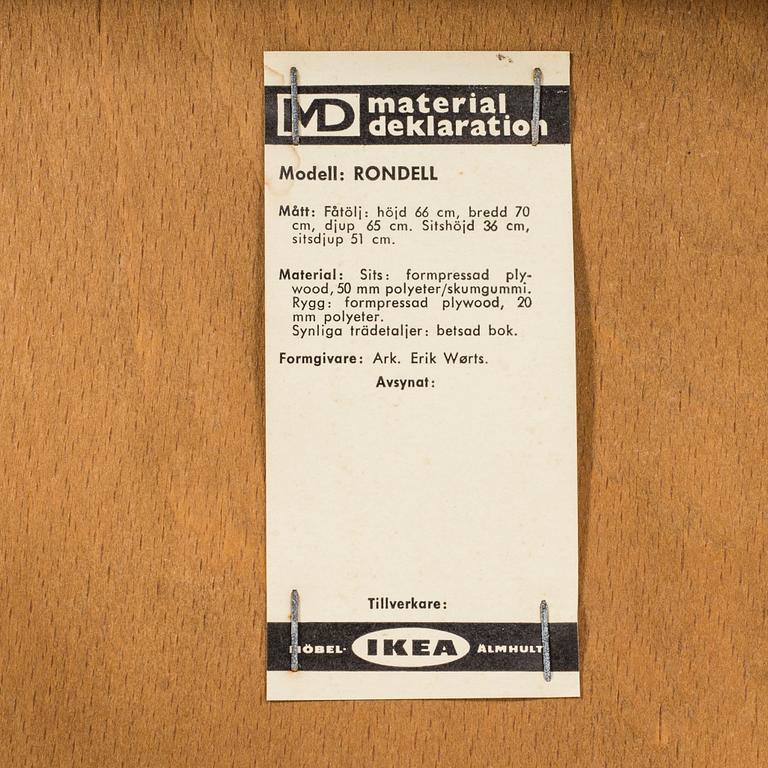 MD material
deklaration
Modell: RONDELL
Mått: Fåtölj: höjd 66 cm, bredd 70
cm, djup 65 cm. Sitshöjd 36 cm,
sitsdjup 51 cm.
Material: Sits: formpressad ply-
wood, 50 mm polyeter/skumgummi.
Rygg: formpressad plywood, 20
mm polyeter.
Synliga trädetaljer: betsad bok.
Formgivare: Ark. Erik Wørts.
Avsynat:
Tillverkare:
MÖBEL- IKEA ÄLMHULT